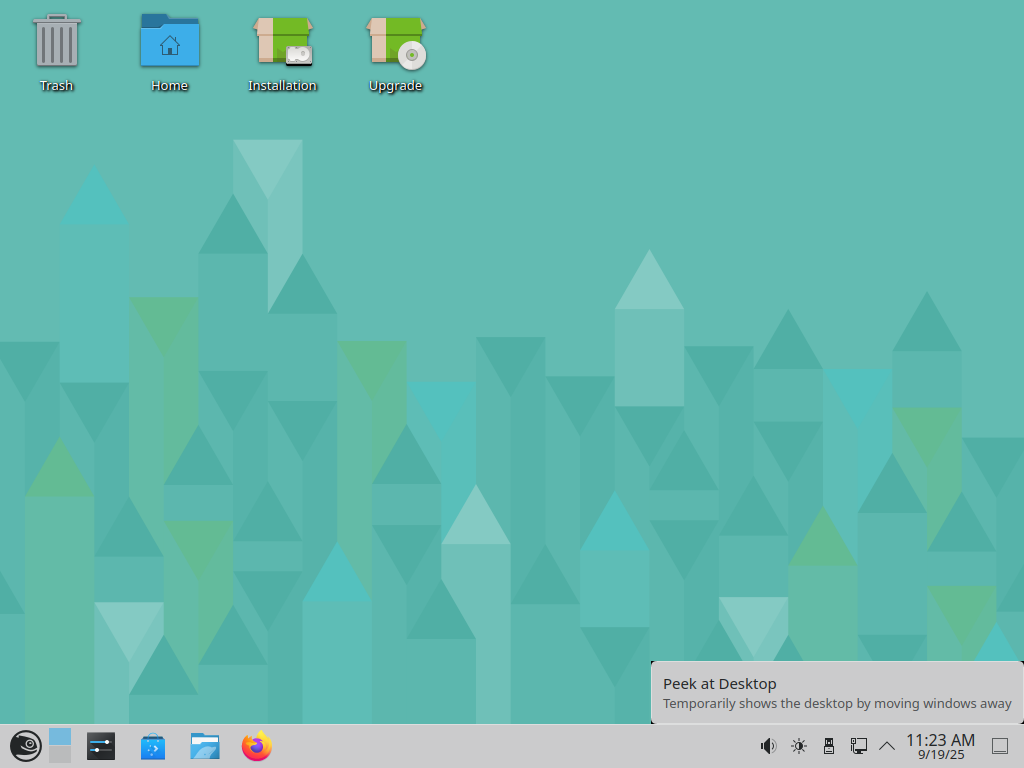 Trash
Home
Installation
Upgrade
Peek at Desktop
Temporarily shows the desktop by moving windows away
11:23 AM
9/19/25